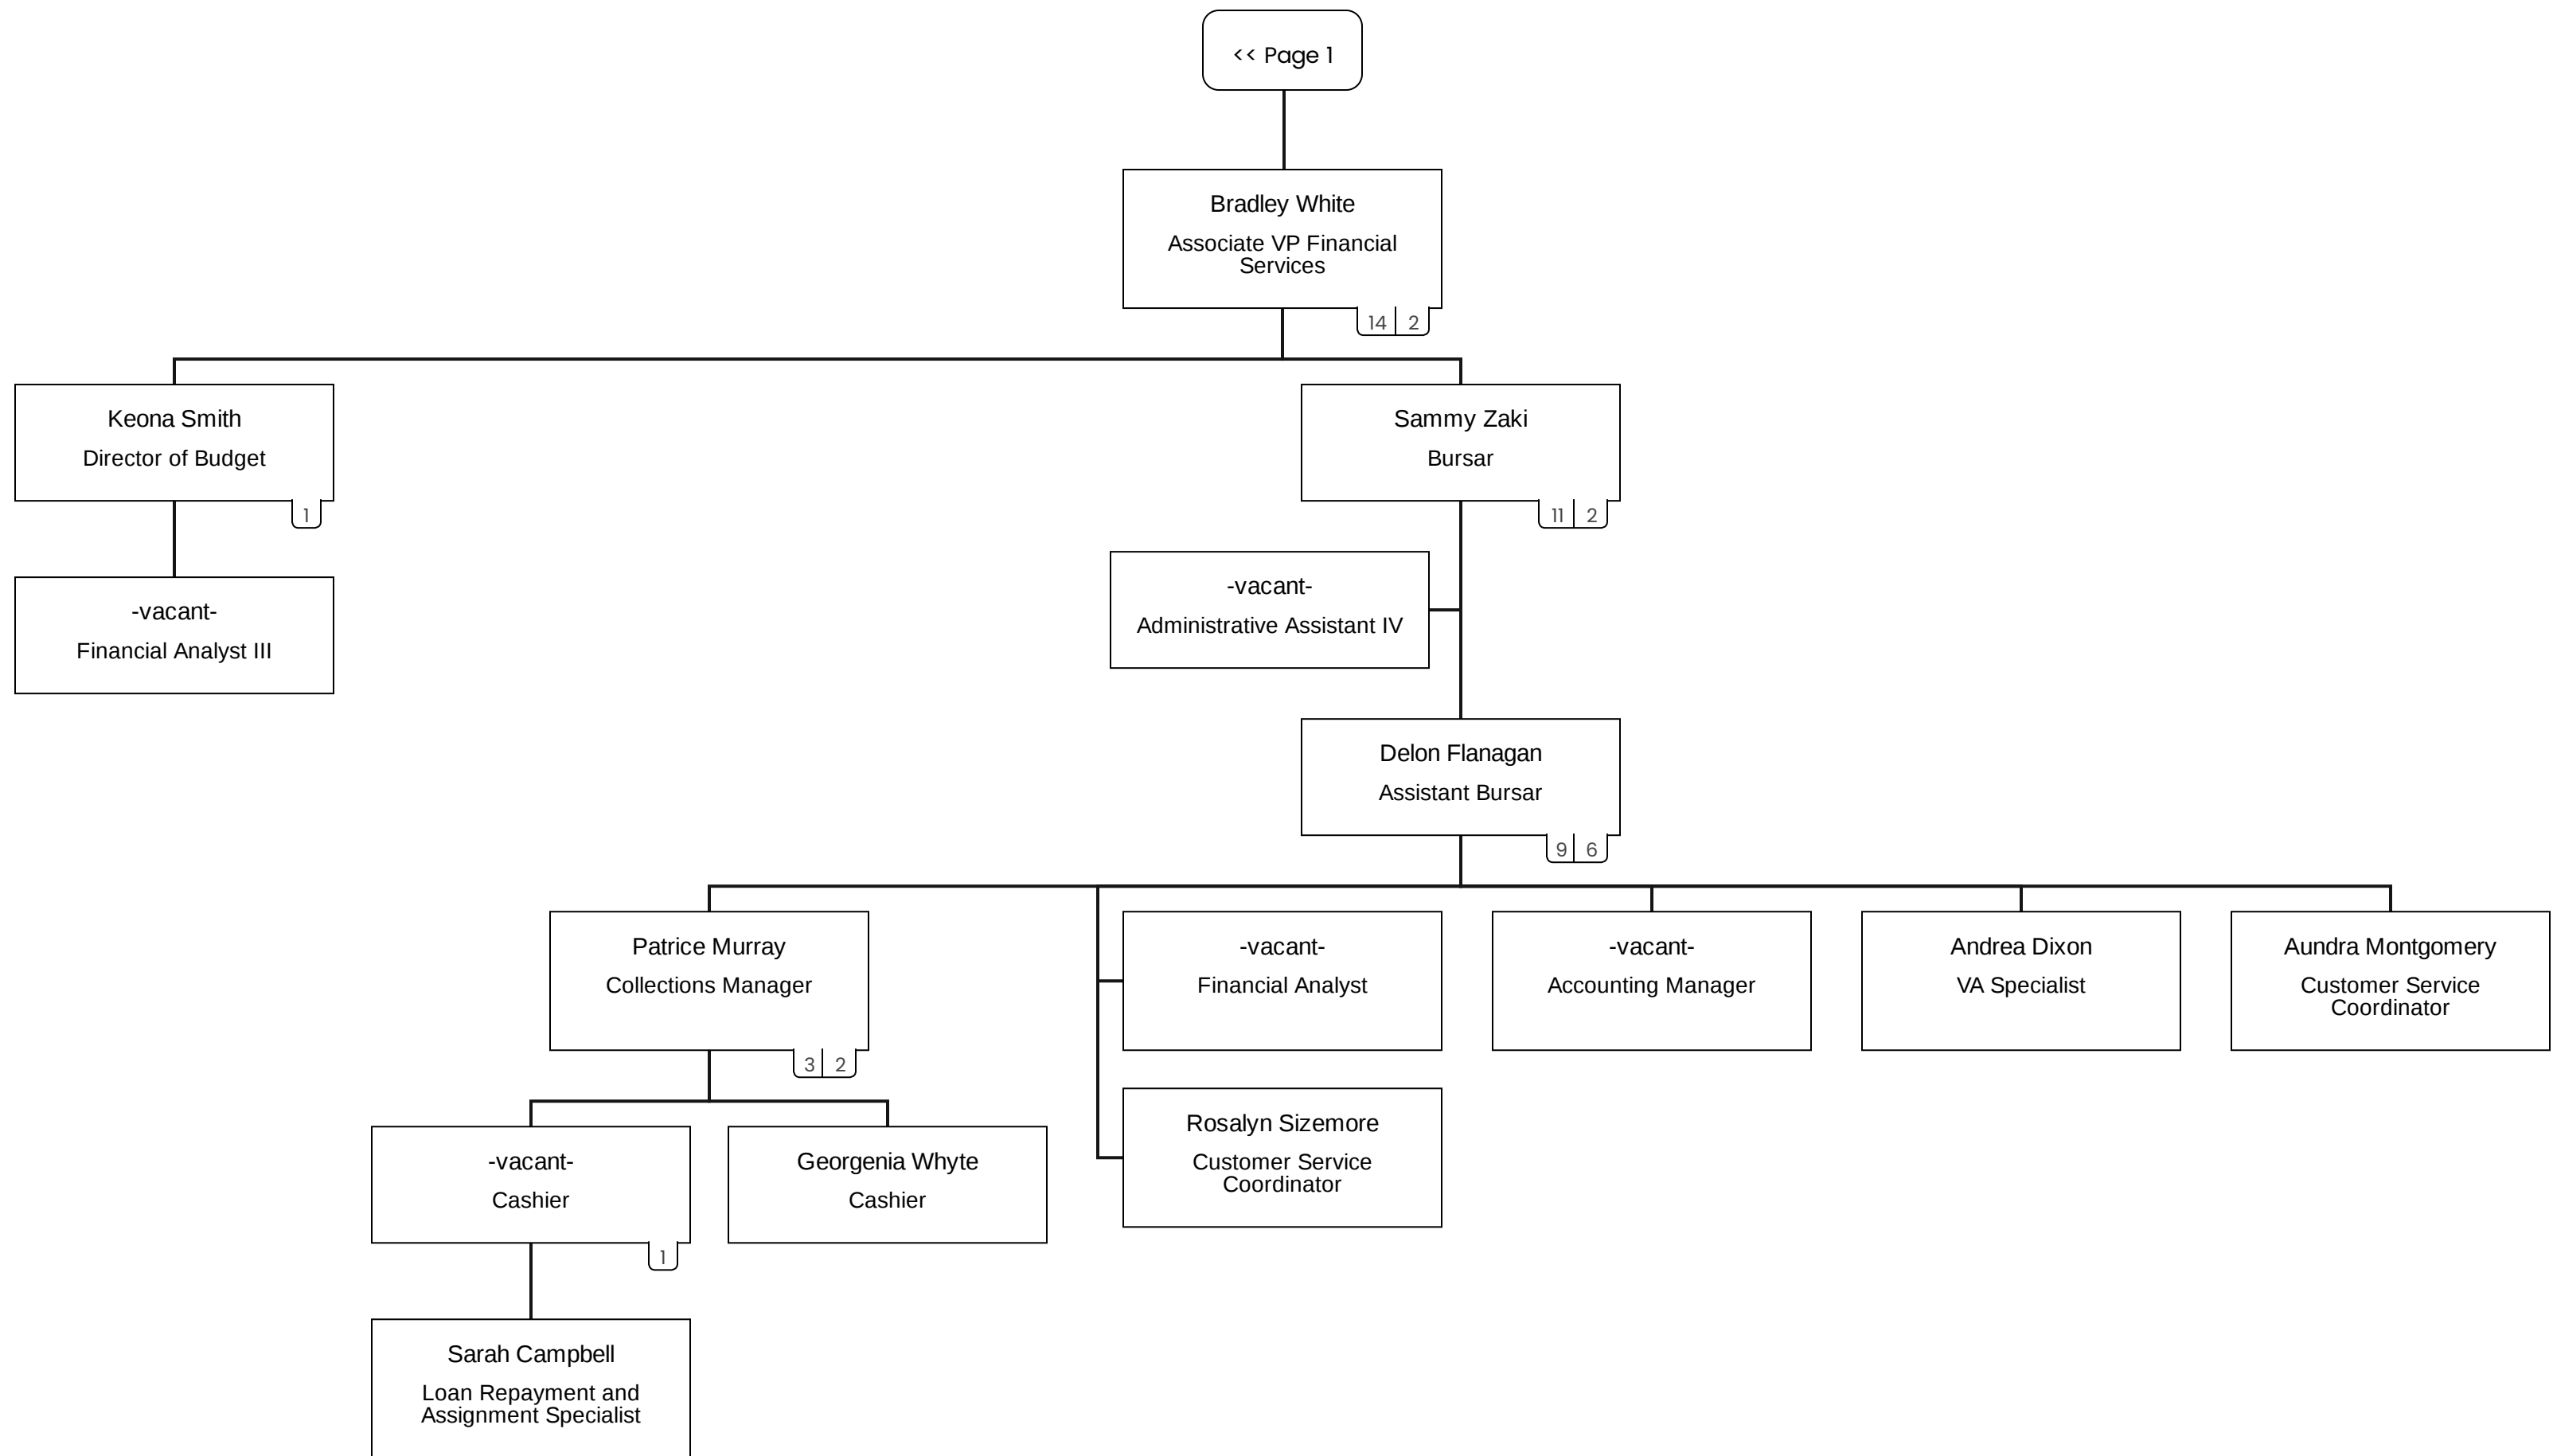 << Page 1
Bradley White
Associate VP Financial
Services
14 2
Keona Smith
Director of Budget
1
Sammy Zaki
Bursar
11 2
-vacant-
Financial Analyst III
-vacant-
Administrative Assistant IV
Delon Flanagan
Assistant Bursar
9 6
Patrice Murray
Collections Manager
3 2
-vacant-
Financial Analyst
-vacant-
Accounting Manager
Andrea Dixon
VA Specialist
Aundra Montgomery
Customer Service
Coordinator
-vacant-
Cashier
1
Georgenia Whyte
Cashier
Rosalyn Sizemore
Customer Service
Coordinator
Sarah Campbell
Loan Repayment and
Assignment Specialist